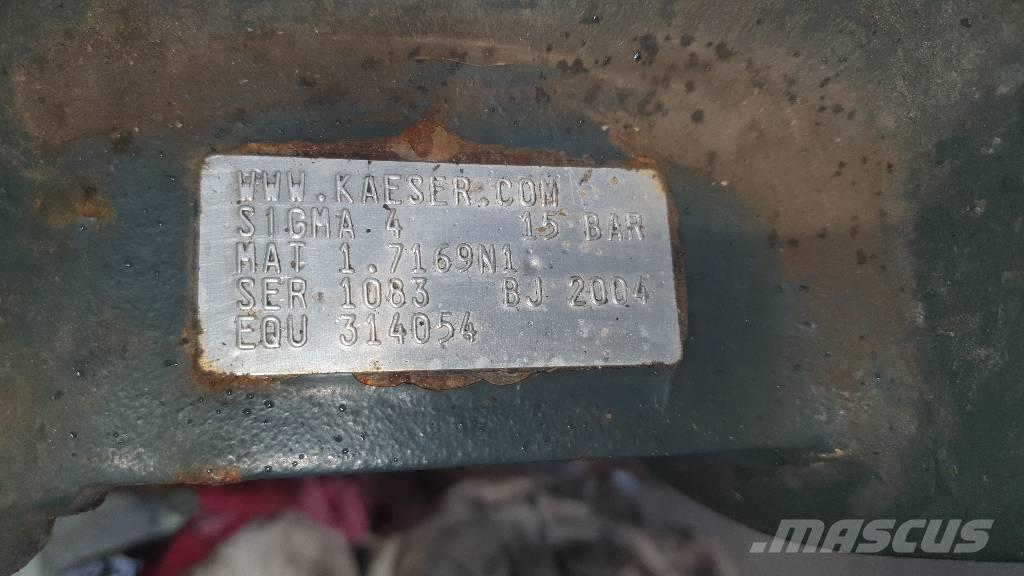 WWW.KAESER.COM
SIGMA 4 15 BAR
MAT 1.7169N1
SER 1083 BJ 2004
EQU 314054
MASCUS